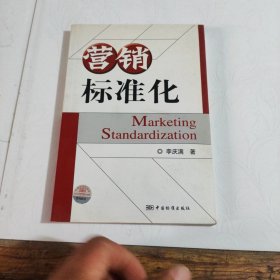 营销
标准化
Marketing
Standardization
李庆满 著
中国标准出版社